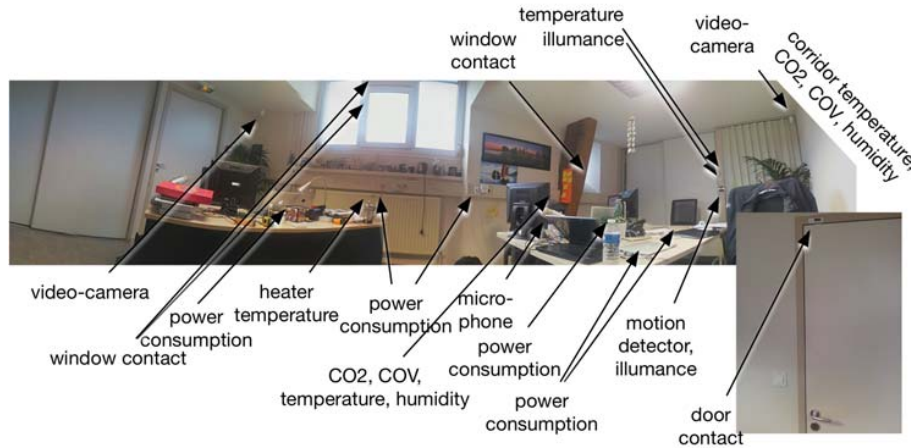 temperature
illumance
window
contact
video-
camera
corridor temperature,
CO2, COV, humidity
video-camera
power
consumption
window contact
heater
temperature
power
consumption
CO2, COV,
temperature, humidity
micro-
phone
power
consumption
power
consumption
motion
detector,
illumance
door
contact